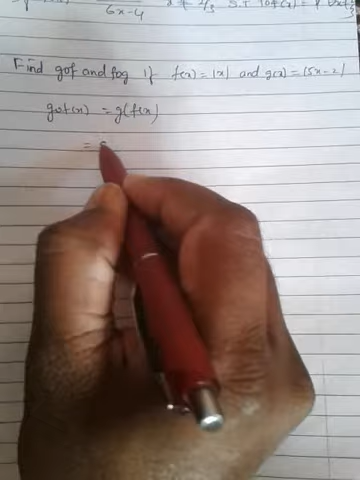 6x-4
Find gof and fog if f(x) = |x| and g(x) = |5x-2|
gof(x) = g(f(x)
=